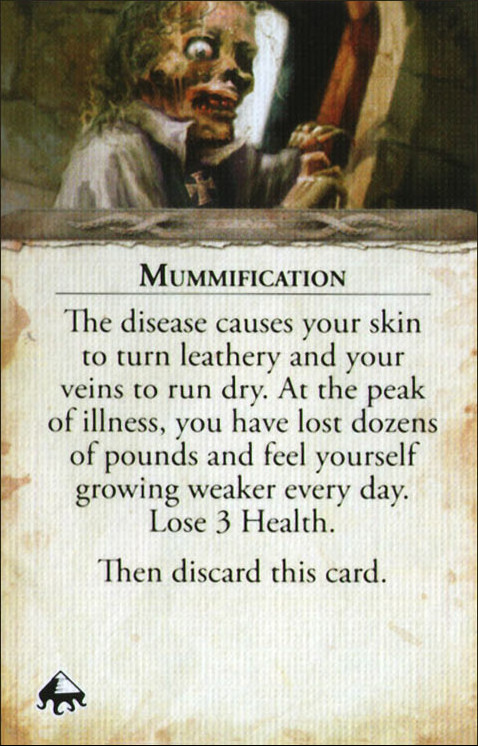 Mummification
The disease causes your skin
to turn leathery and your
veins to run dry. At the peak
of illness, you have lost dozens
of pounds and feel yourself
growing weaker every day.
Lose 3 Health.
Then discard this card.